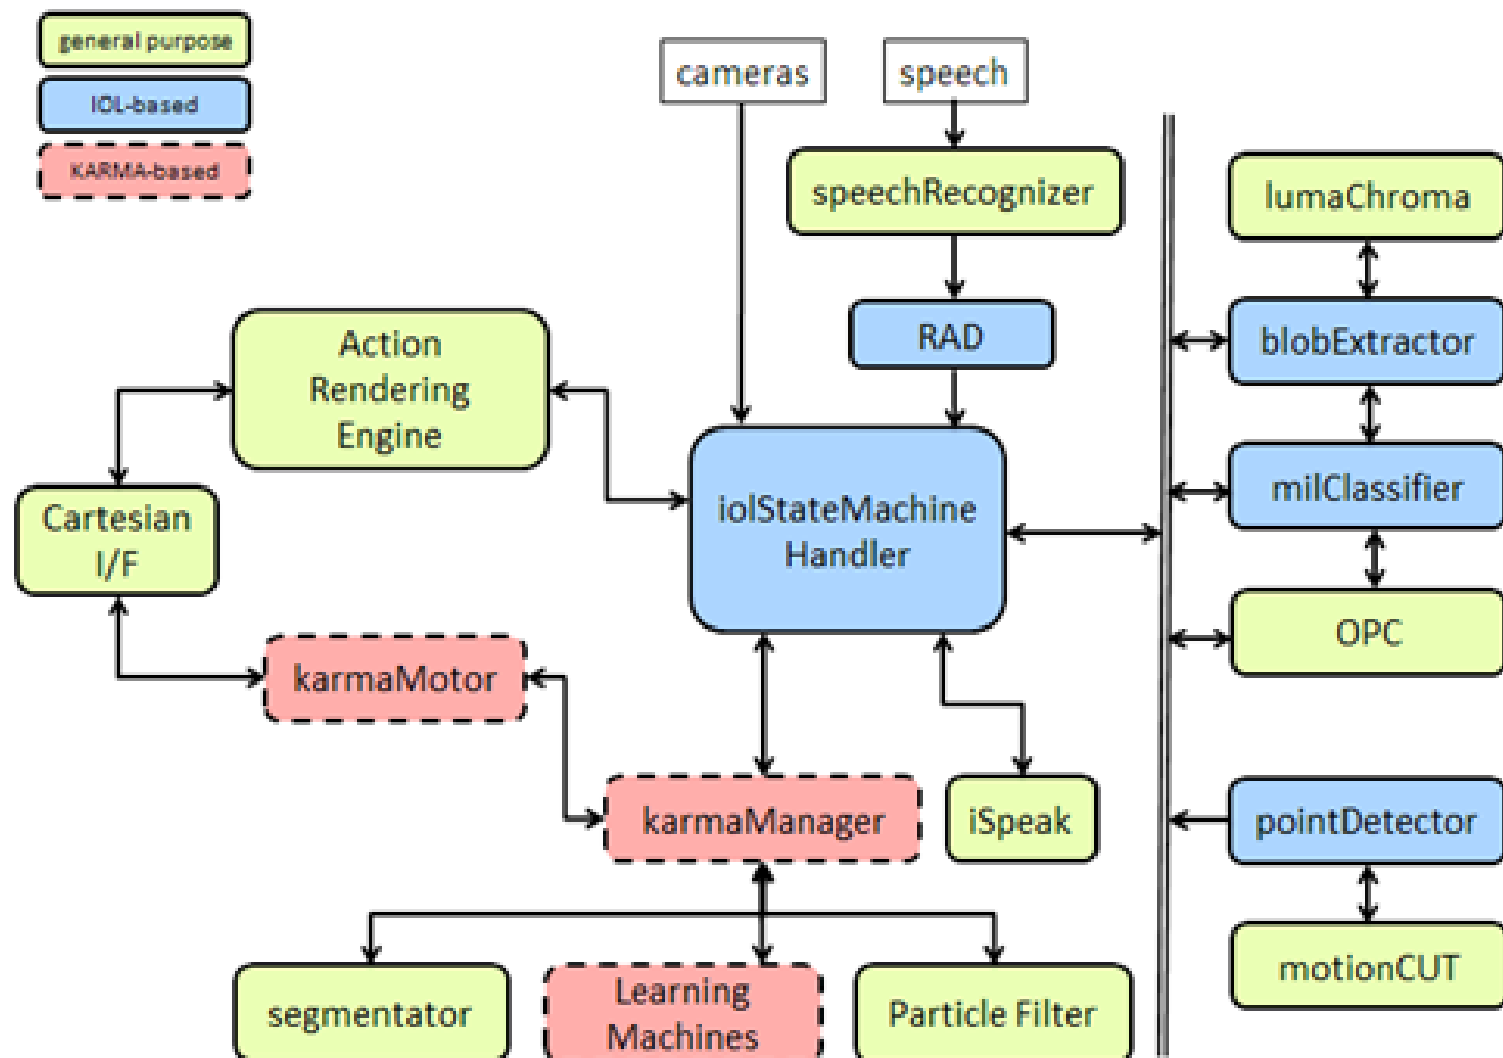 general purpose
IOL-based
KARMA-based
cameras
speech
speechRecognizer
lumaChroma
RAD
blobExtractor
Action
Rendering
Engine
milClassifier
Cartesian
I/F
iolStateMachine
Handler
OPC
karmaMotor
karmaManager
iSpeak
pointDetector
motionCUT
segmentator
Learning
Machines
Particle Filter